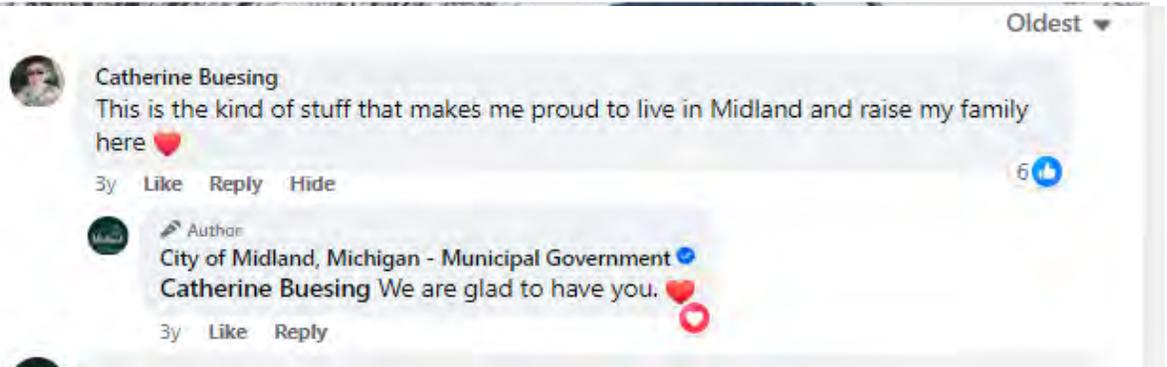 Oldest
Catherine Buesing
This is the kind of stuff that makes me proud to live in Midland and raise my family
here ❤️
3y Like Reply Hide
6
Author
City of Midland, Michigan - Municipal Government
Catherine Buesing We are glad to have you. ❤️
3y Like Reply